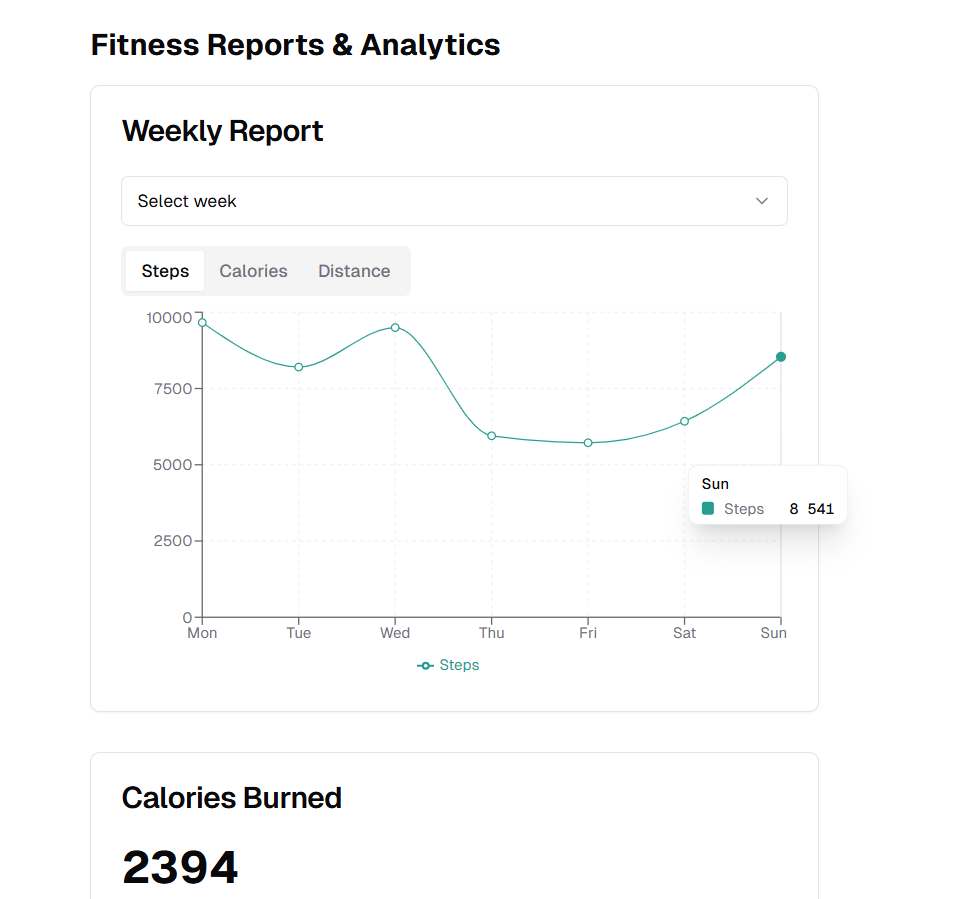 Fitness Reports & Analytics
Weekly Report
Select week
Steps Calories Distance
10000
7500
5000
2500
0
Sun
Steps 8 541
Mon Tue Wed Thu Fri Sat Sun
Steps
Calories Burned
2394